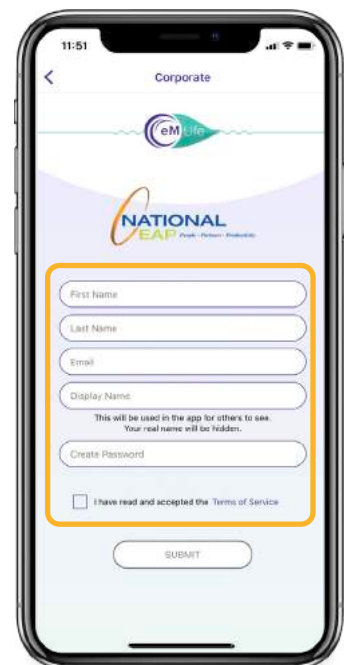 11:51
Corporate
eM Life
NATIONAL
EAP People - Partners - Productivity
First Name
Last Name
Email
Display Name
This will be used in the app for others to see.
Your real name will be hidden.
Create Password
I have read and accepted the Terms of Service
SUBMIT